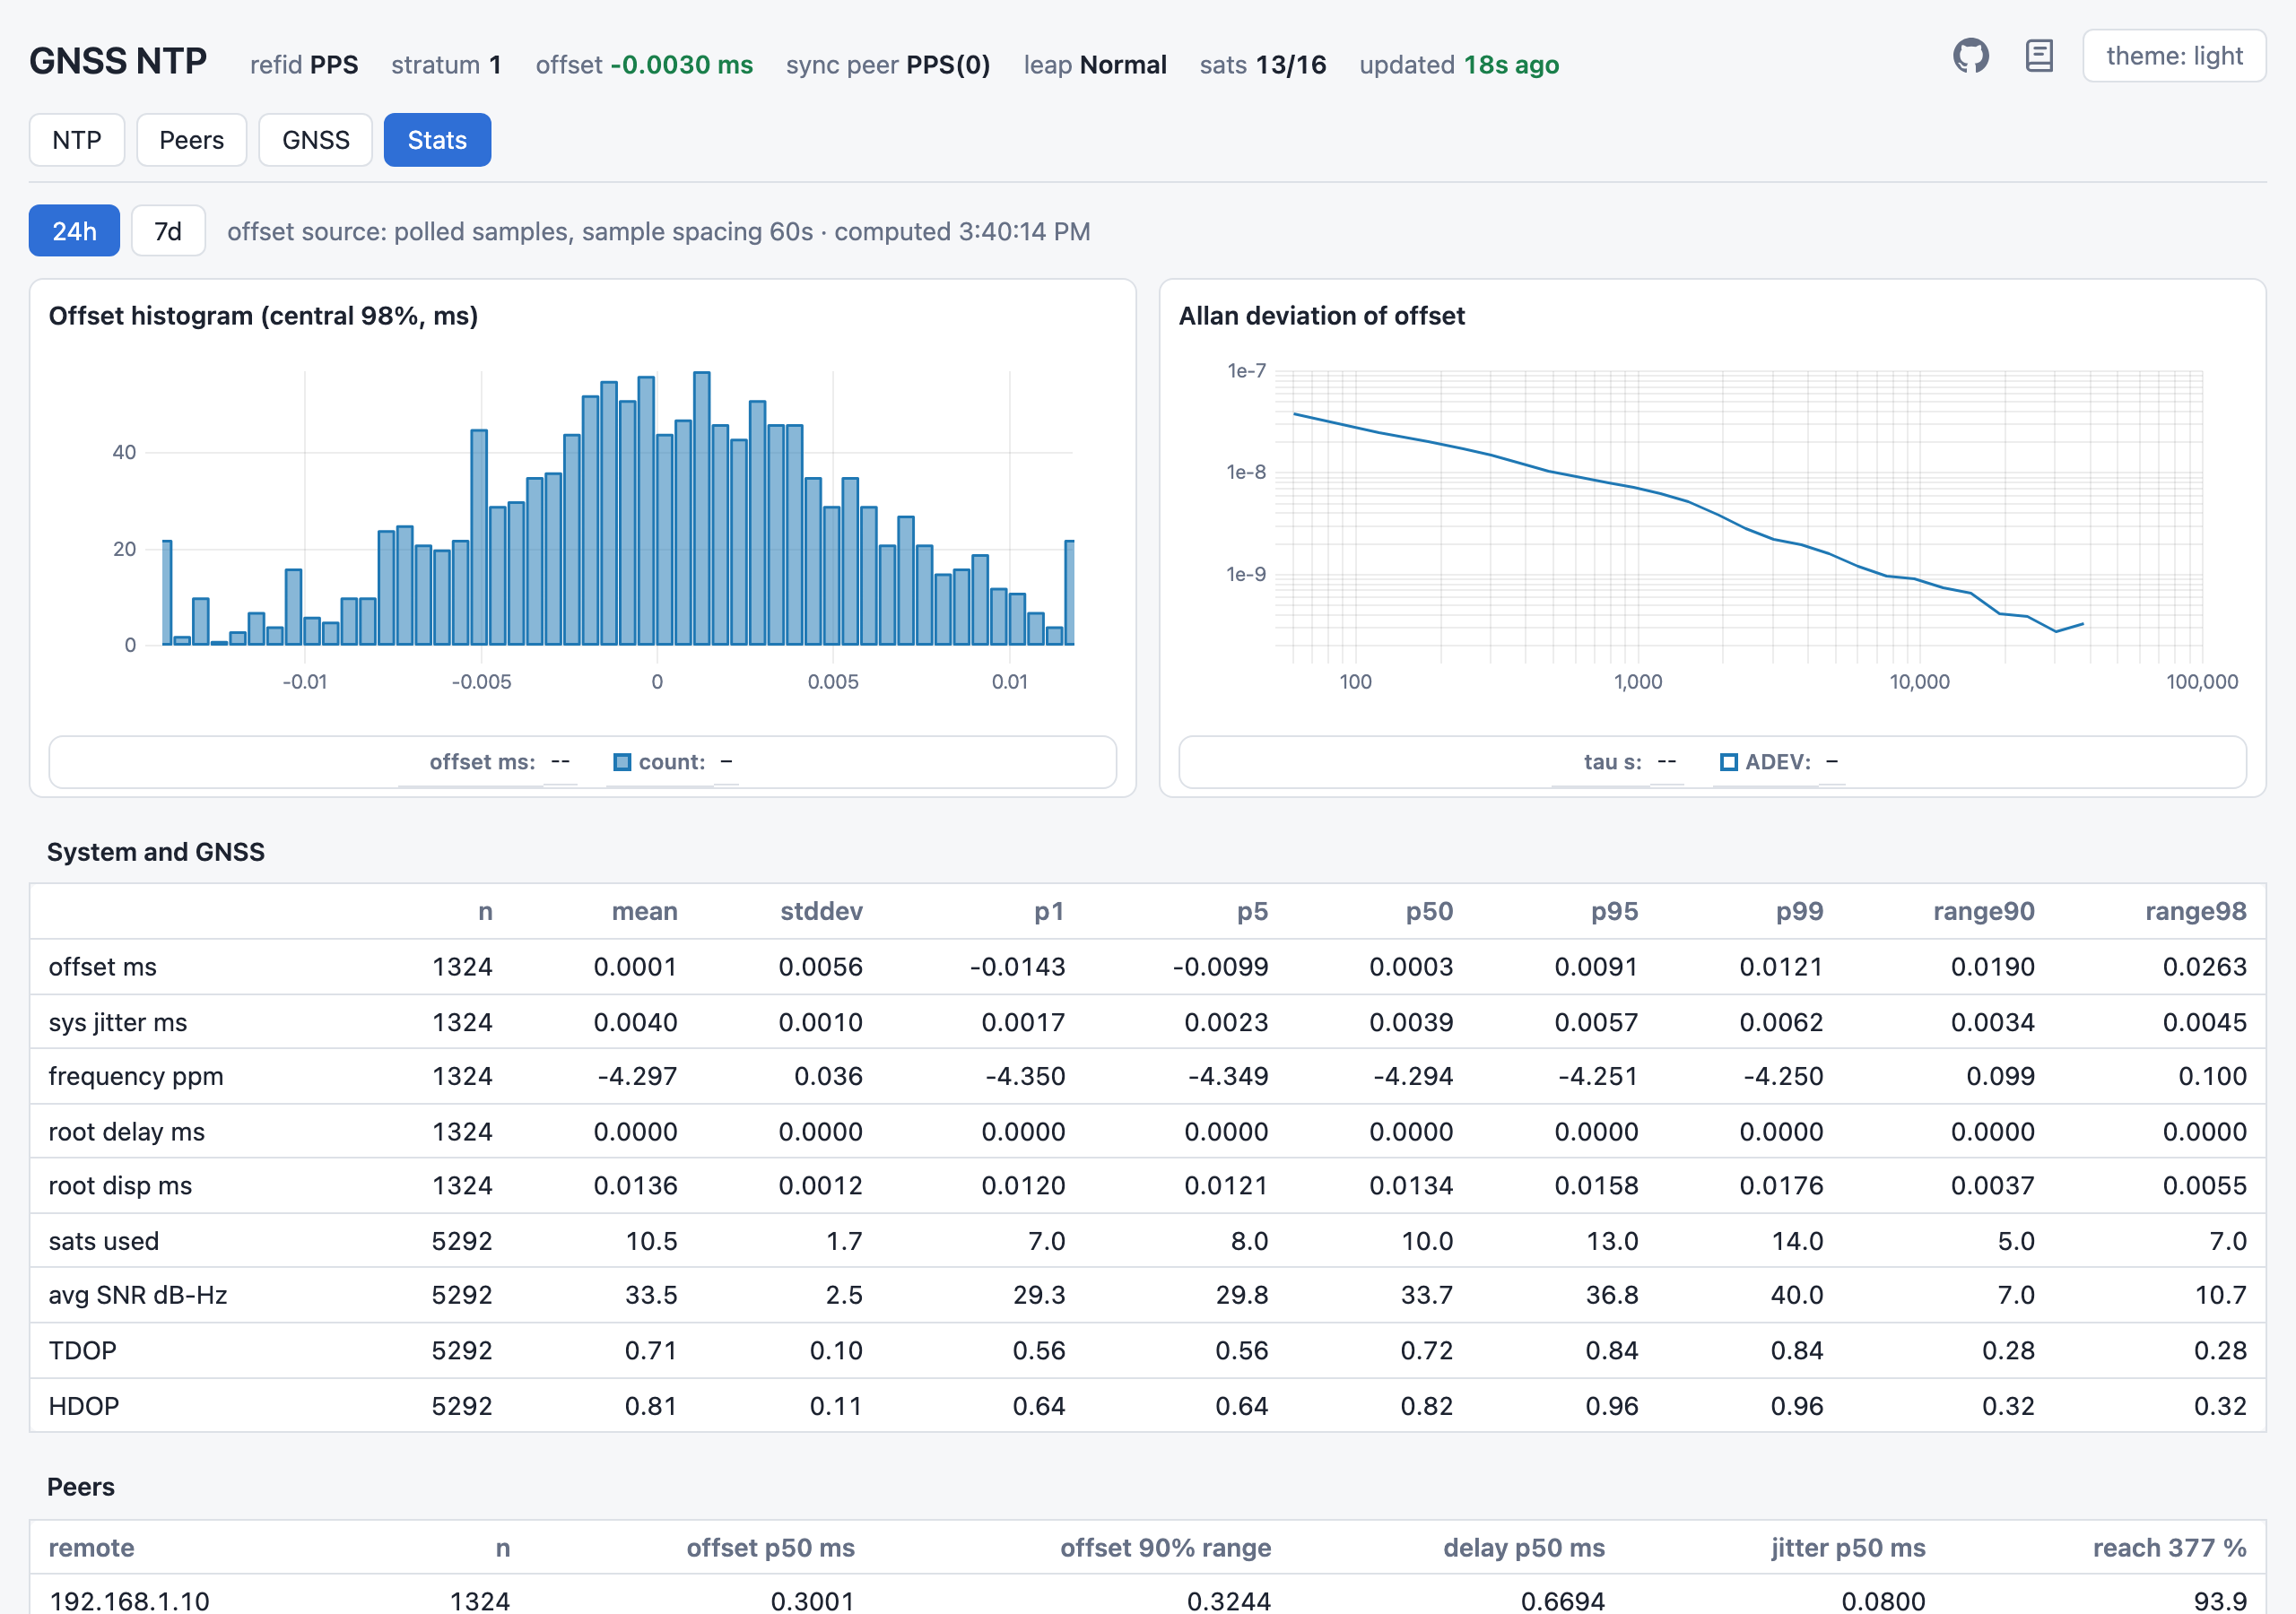 GNSS NTP refid PPS stratum 1 offset -0.0030 ms sync peer PPS(0) leap Normal sats 13/16 updated 18s ago theme: light
NTP Peers GNSS Stats
24h 7d offset source: polled samples, sample spacing 60s · computed 3:40:14 PM
Offset histogram (central 98%, ms)
40
20
0
-0.01 -0.005 0 0.005 0.01
offset ms: -- count: –
Allan deviation of offset
1e-7
1e-8
1e-9
100 1,000 10,000 100,000
tau s: -- ADEV: –
System and GNSS
n mean stddev p1 p5 p50 p95 p99 range90 range98
offset ms 1324 0.0001 0.0056 -0.0143 -0.0099 0.0003 0.0091 0.0121 0.0190 0.0263
sys jitter ms 1324 0.0040 0.0010 0.0017 0.0023 0.0039 0.0057 0.0062 0.0034 0.0045
frequency ppm 1324 -4.297 0.036 -4.350 -4.349 -4.294 -4.251 -4.250 0.099 0.100
root delay ms 1324 0.0000 0.0000 0.0000 0.0000 0.0000 0.0000 0.0000 0.0000 0.0000
root disp ms 1324 0.0136 0.0012 0.0120 0.0121 0.0134 0.0158 0.0176 0.0037 0.0055
sats used 5292 10.5 1.7 7.0 8.0 10.0 13.0 14.0 5.0 7.0
avg SNR dB-Hz 5292 33.5 2.5 29.3 29.8 33.7 36.8 40.0 7.0 10.7
TDOP 5292 0.71 0.10 0.56 0.56 0.72 0.84 0.84 0.28 0.28
HDOP 5292 0.81 0.11 0.64 0.64 0.82 0.96 0.96 0.32 0.32
Peers
remote n offset p50 ms offset 90% range delay p50 ms jitter p50 ms reach 377 %
192.168.1.10 1324 0.3001 0.3244 0.6694 0.0800 93.9